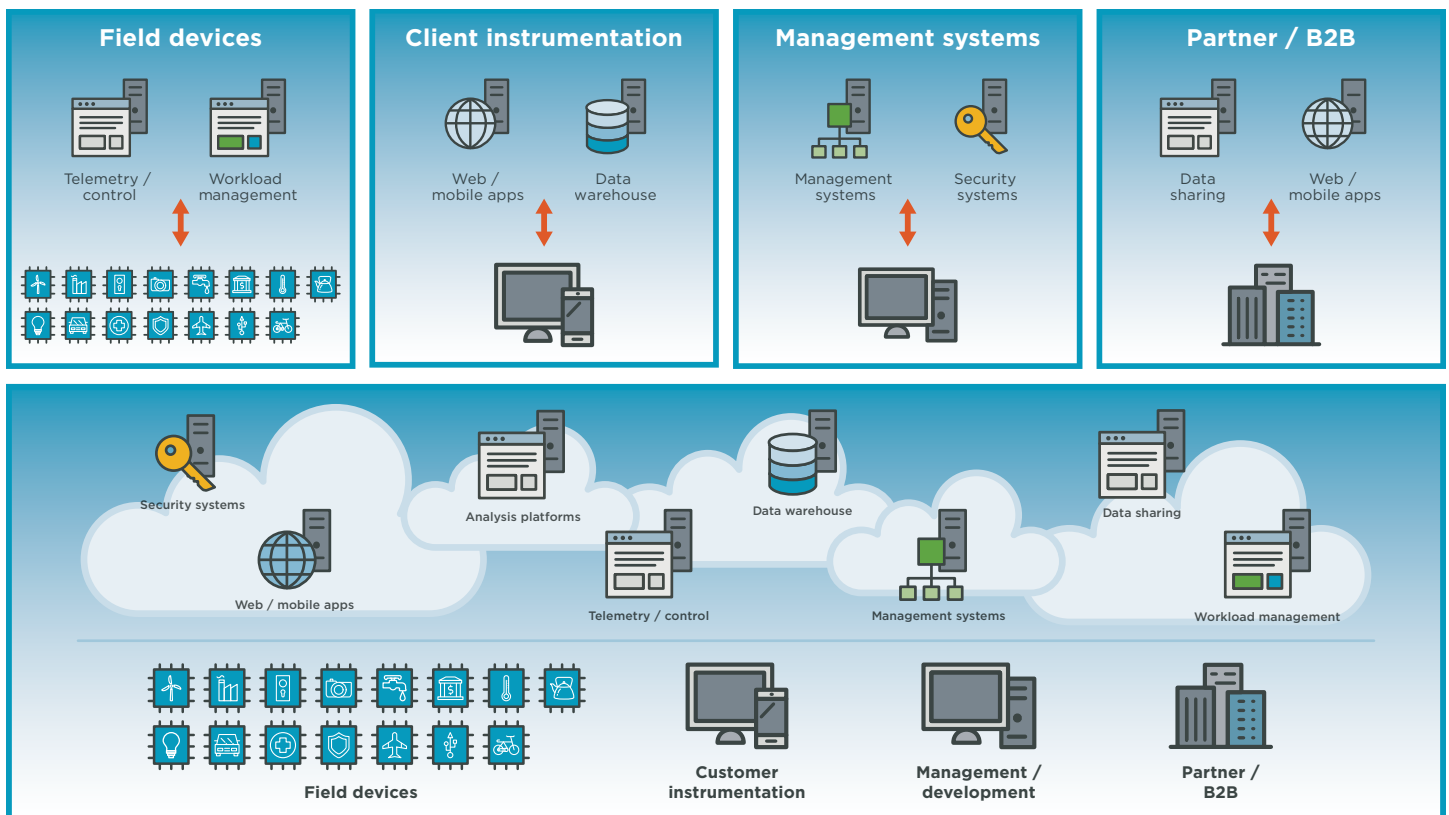 Field devices
Telemetry /
control
Workload
management
Client instrumentation
Web /
mobile apps
Data
warehouse
Management systems
Management
systems
Security
systems
Partner / B2B
Data
sharing
Web /
mobile apps
Security systems
Web / mobile apps
Analysis platforms
Telemetry / control
Data warehouse
Management systems
Data sharing
Workload management
Field devices
Customer
instrumentation
Management /
development
Partner /
B2B